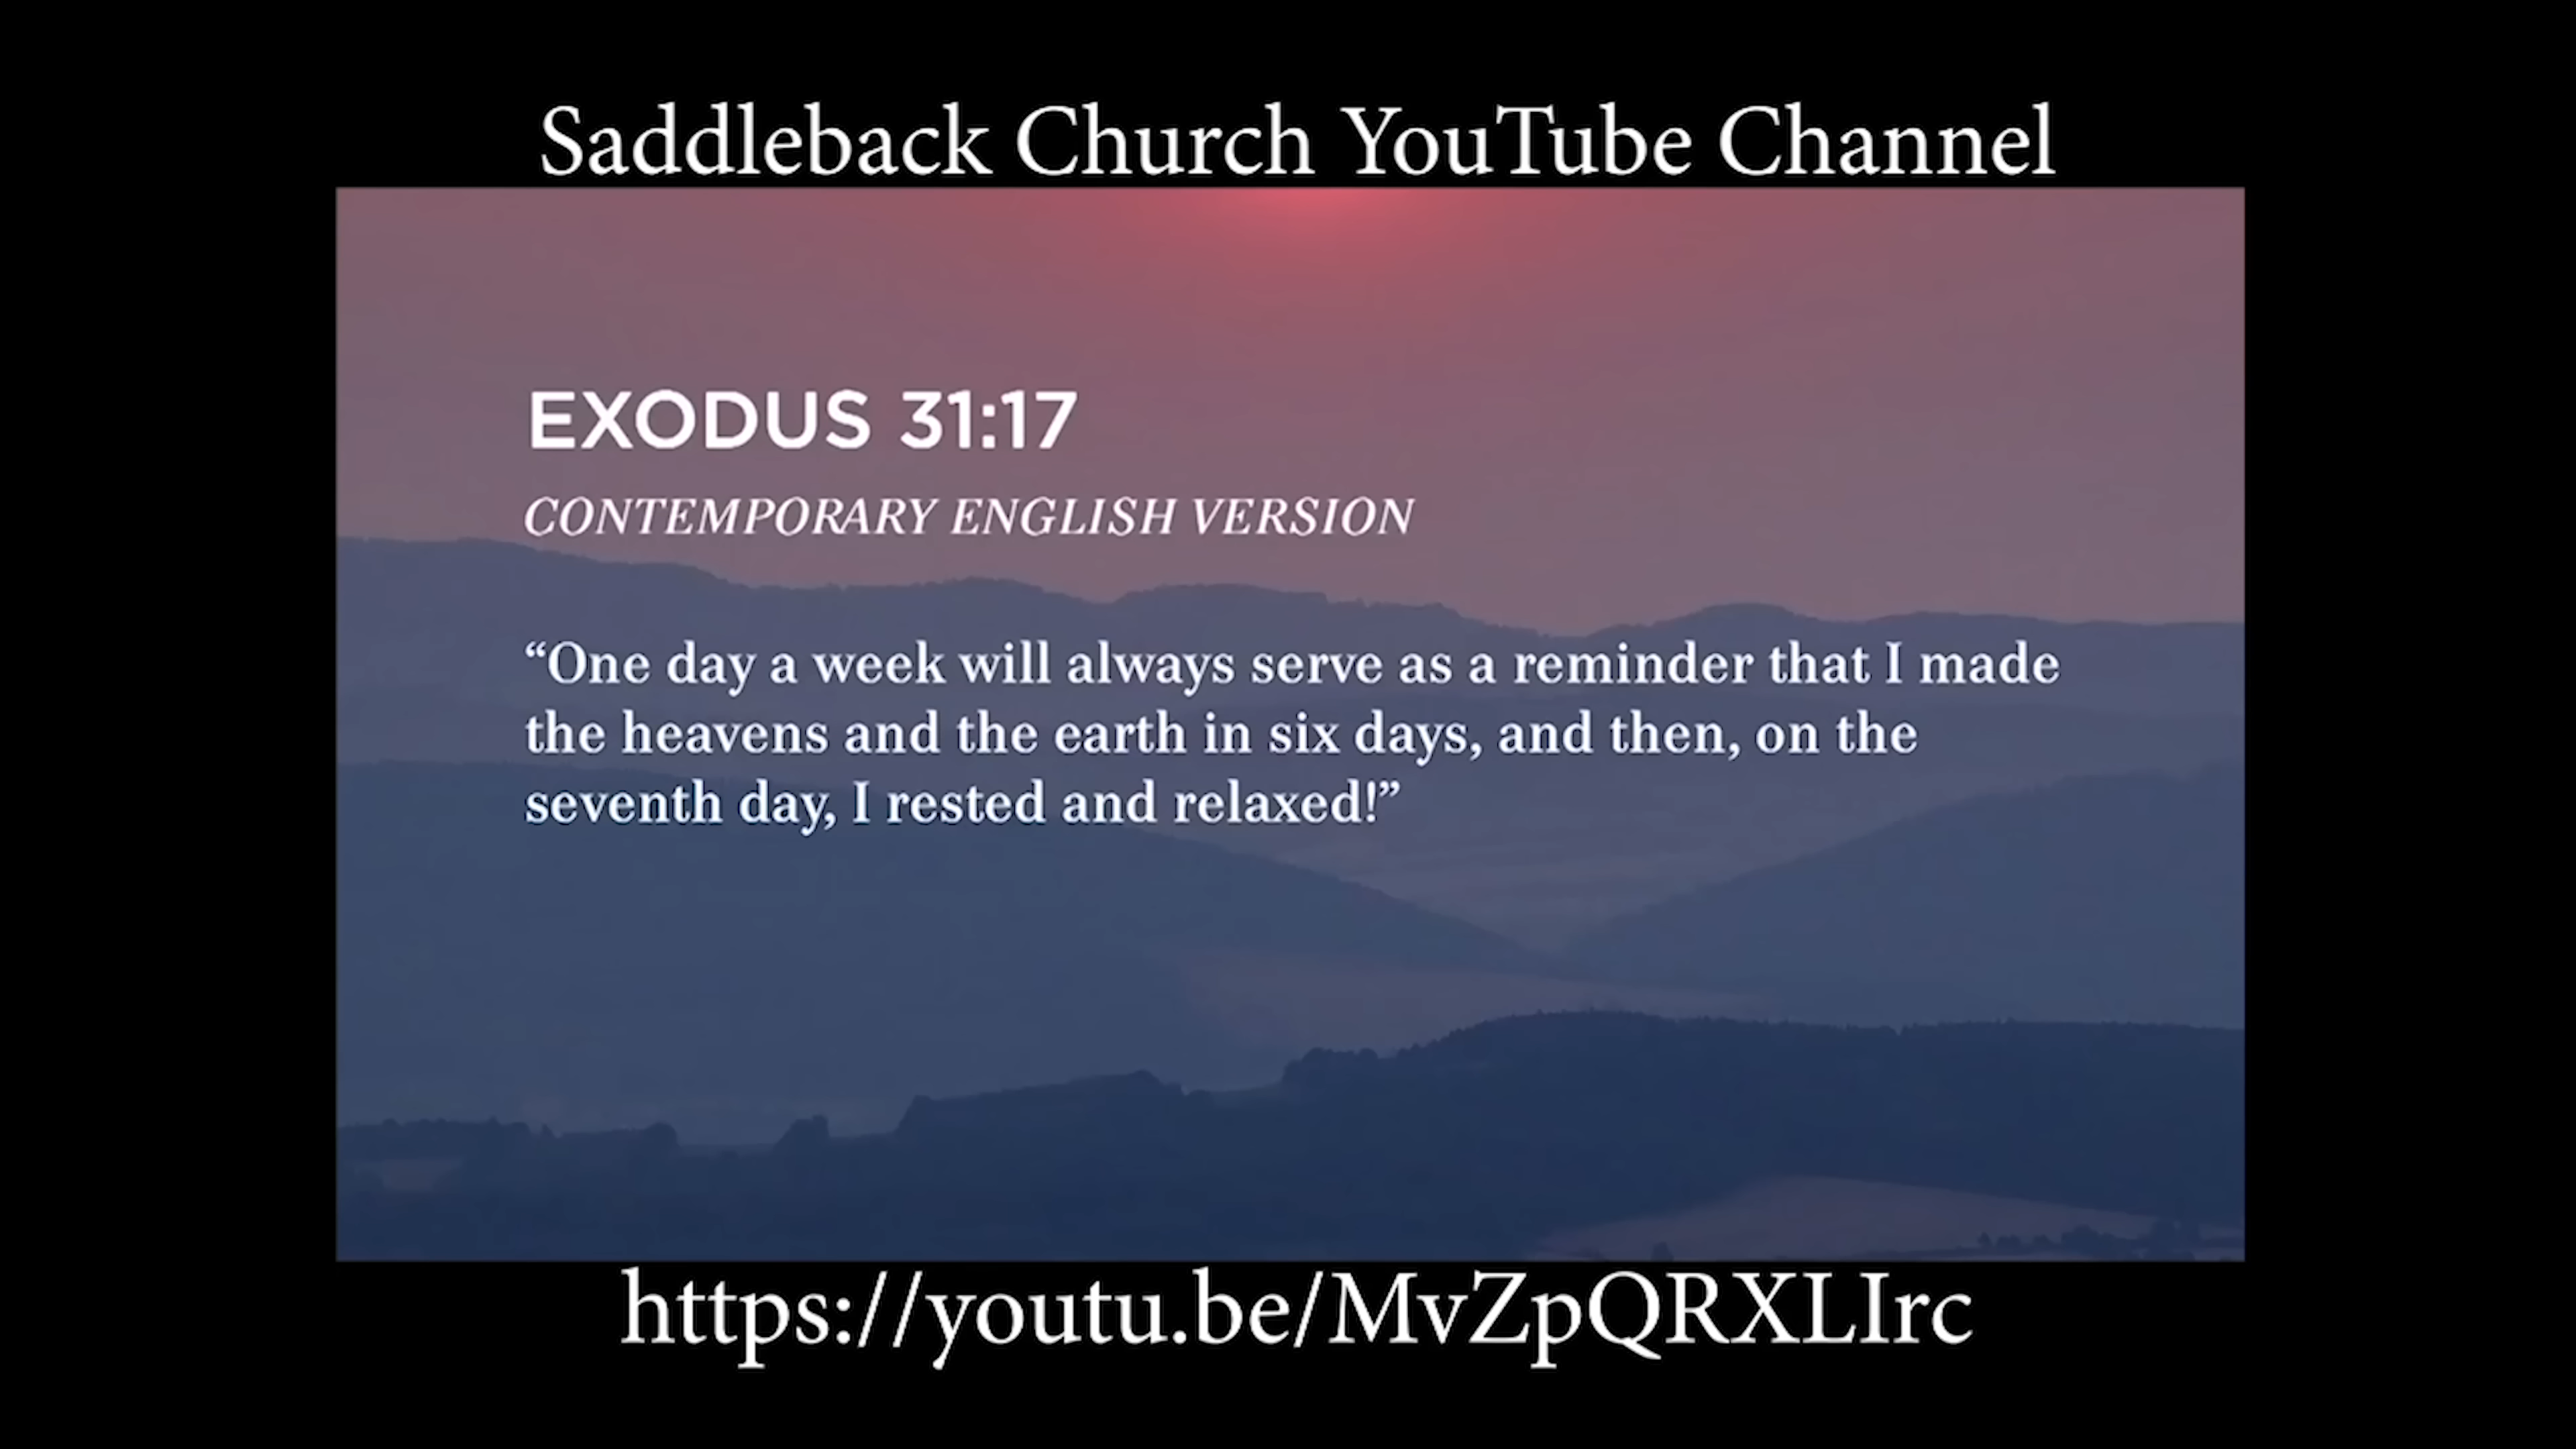 Saddleback Church YouTube Channel
EXODUS 31:17
CONTEMPORARY ENGLISH VERSION
“One day a week will always serve as a reminder that I made
the heavens and the earth in six days, and then, on the
seventh day, I rested and relaxed!”
https://youtu.be/MvZpQRXLIrc